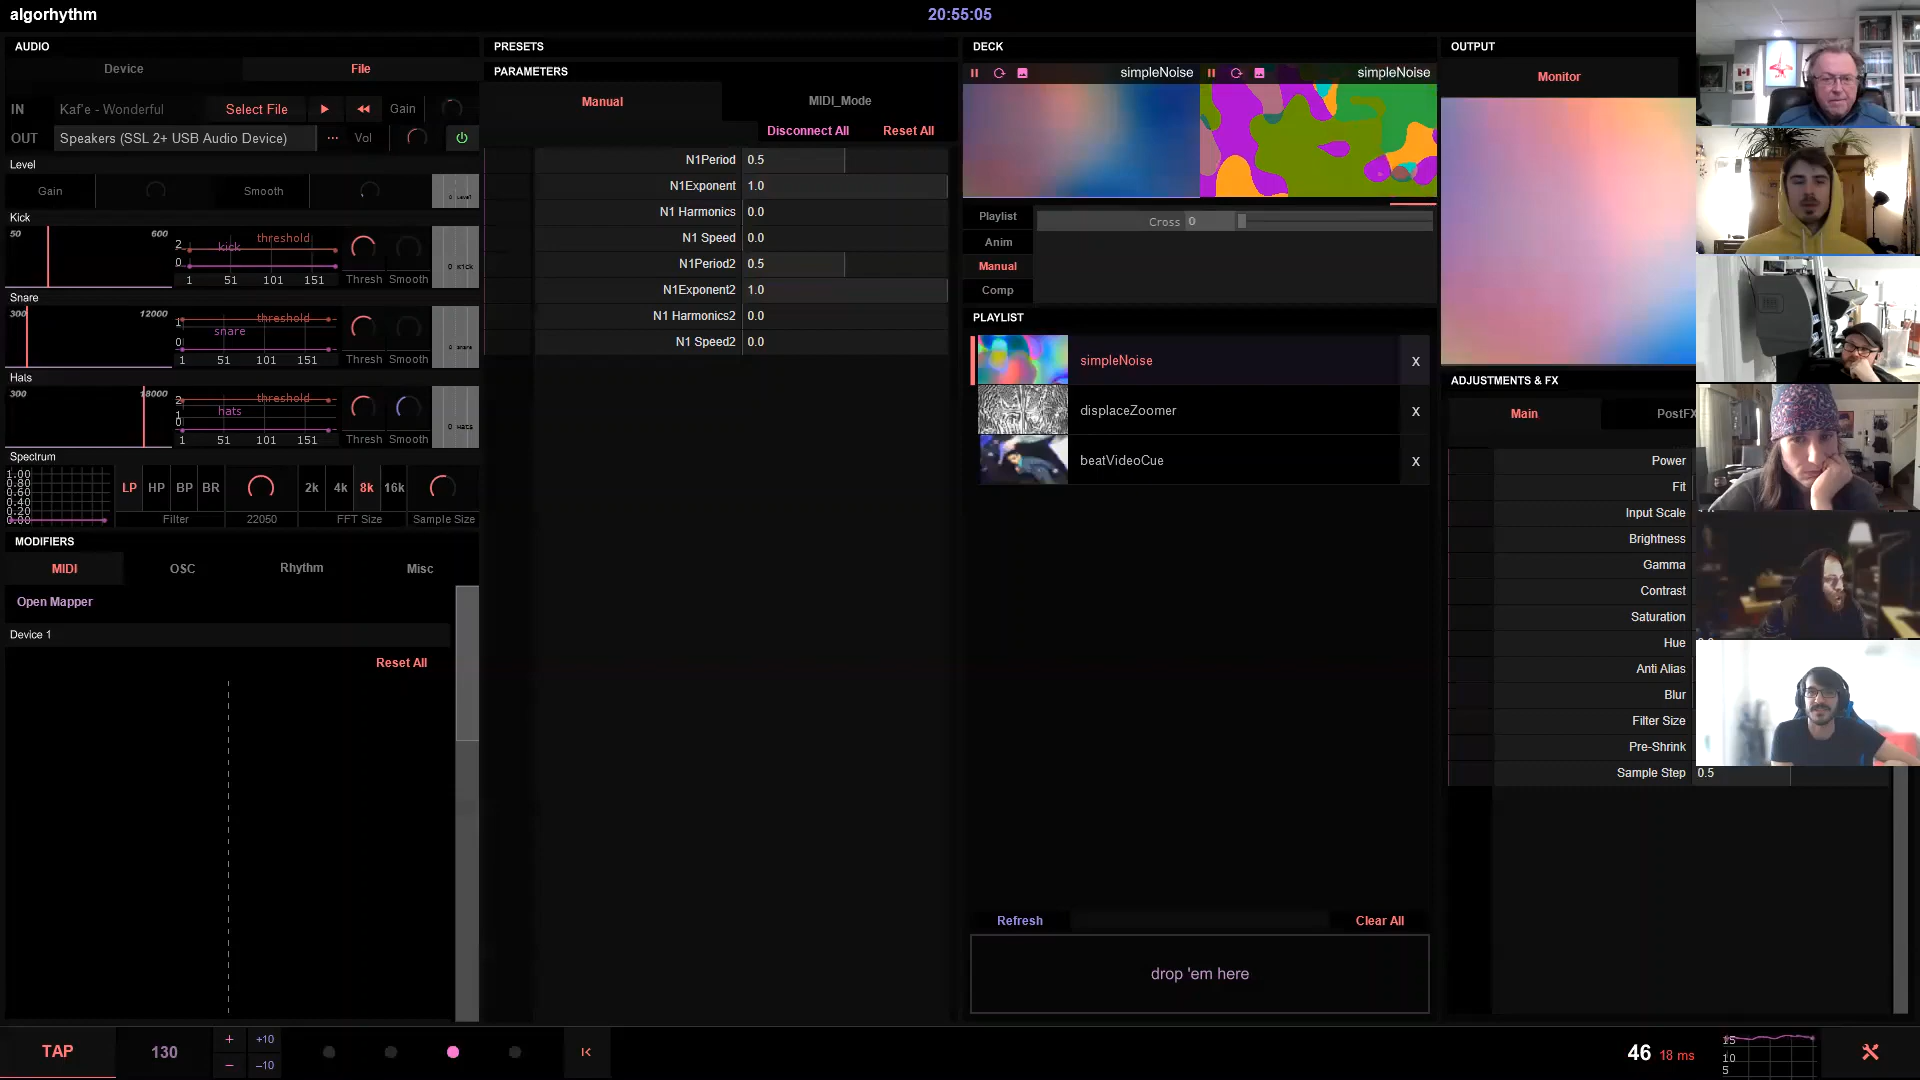 algorhythm
20:55:05
AUDIO
Device
File
IN
Kaf'e - Wonderful
Select File
Gain
OUT
Speakers (SSL 2+ USB Audio Device)
...
Vol
Level
Gain
Smooth
0 Level
Kick
50
600
2
0
kick
threshold
1 51 101 151
Thresh
Smooth
0 Kick
Snare
300
12000
1
0
snare
threshold
1 51 101 151
Thresh
Smooth
0 Snare
Hats
300
18000
2
1
0
hats
threshold
1 51 101 151
Thresh
Smooth
0 Hats
Spectrum
1.00
0.80
0.60
0.40
0.20
0.00
LP HP BP BR
Filter
22050
2k 4k 8k 16k
FFT Size
Sample Size
MODIFIERS
MIDI
OSC
Rhythm
Misc
Open Mapper
Device 1
Reset All
PRESETS
PARAMETERS
Manual
MIDI_Mode
Disconnect All
Reset All
N1Period 0.5
N1Exponent 1.0
N1 Harmonics 0.0
N1 Speed 0.0
N1Period2 0.5
N1Exponent2 1.0
N1 Harmonics2 0.0
N1 Speed2 0.0
DECK
simpleNoise
simpleNoise
Playlist
Anim
Manual
Comp
Cross 0
PLAYLIST
simpleNoise x
displaceZoomer x
beatVideoCue x
Refresh
Clear All
drop 'em here
OUTPUT
Monitor
ADJUSTMENTS & FX
Main
PostFX
Power
Fit
Input Scale
Brightness
Gamma
Contrast
Saturation
Hue
Anti Alias
Blur
Filter Size
Pre-Shrink
Sample Step 0.5
TAP
130
+
−
+10
−10
46 18 ms
15
10
5